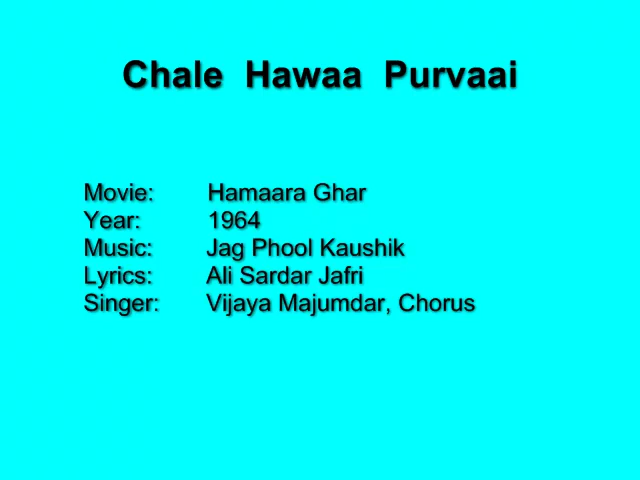 Chale Hawaa Purvaai
Movie: Hamaara Ghar
Year: 1964
Music: Jag Phool Kaushik
Lyrics: Ali Sardar Jafri
Singer: Vijaya Majumdar, Chorus